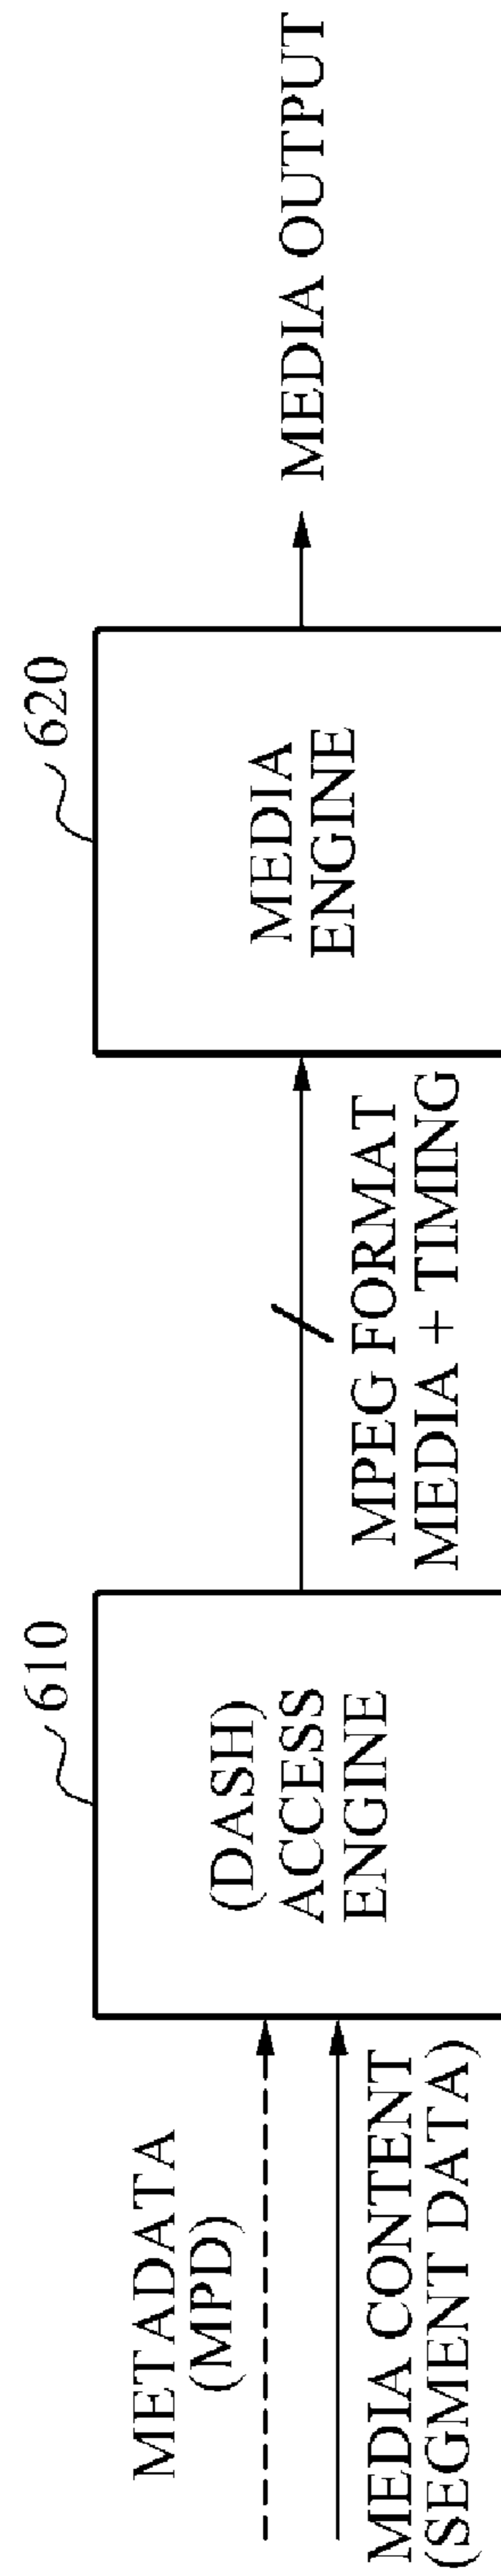 METADATA
(MPD)
MEDIA CONTENT
(SEGMENT DATA)
610
(DASH)
ACCESS
ENGINE
MPEG FORMAT
MEDIA + TIMING
620
MEDIA
ENGINE
MEDIA OUTPUT